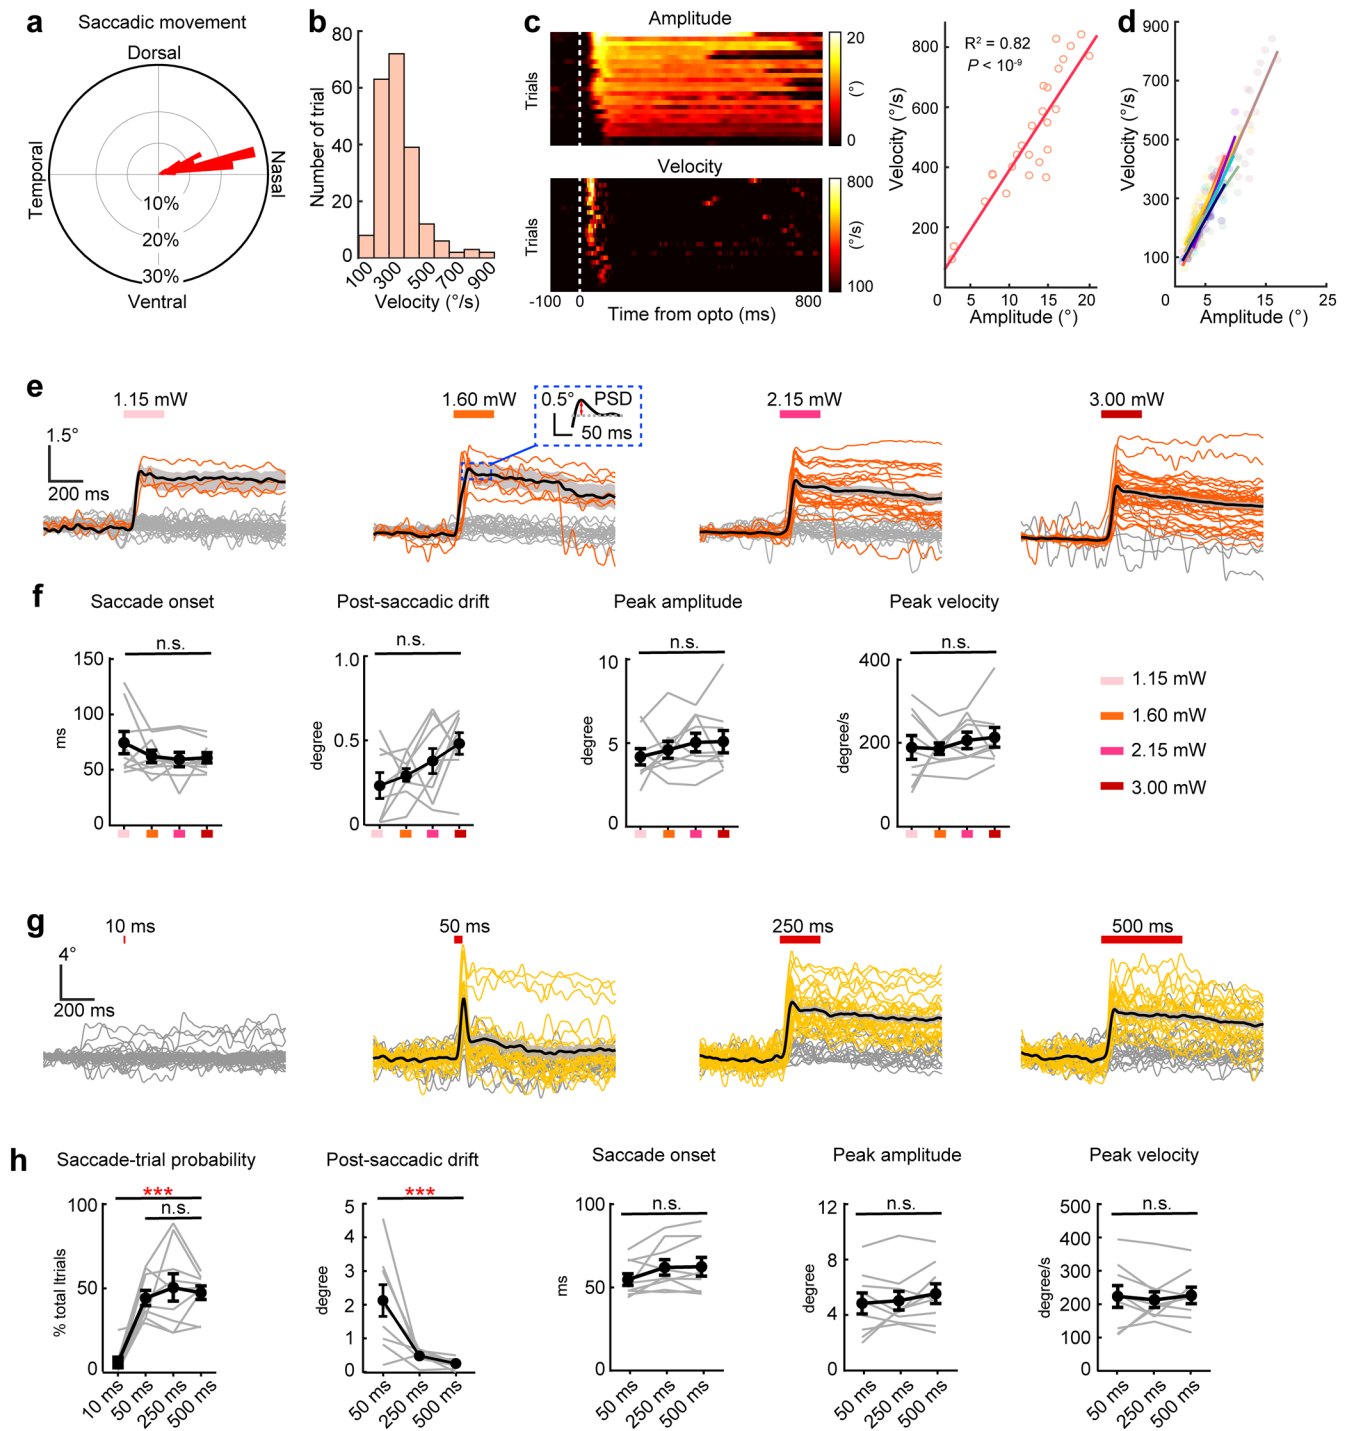 a
Saccadic movement
Dorsal
Temporal
Nasal
10%
20%
30%
Ventral
b
80
60
40
20
0
Number of trial
100
300
500
700
900
Velocity (°/s)
c
Amplitude
Trials
20
(°)
0
Velocity
Trials
800
(°/s)
100
-100
0
800
Time from opto (ms)
R² = 0.82
P < 10⁻⁹
Velocity (°/s)
800
600
400
200
0
5
10
15
20
Amplitude (°)
d
900
700
500
300
100
Velocity (°/s)
5
15
25
Amplitude (°)
e
1.15 mW
1.60 mW
2.15 mW
3.00 mW
1.5°
200 ms
0.5°
PSD
50 ms
f
Saccade onset
n.s.
150
100
50
0
ms
Post-saccadic drift
n.s.
1.0
0.5
0
degree
Peak amplitude
n.s.
10
5
0
degree
Peak velocity
n.s.
400
200
0
degree/s
1.15 mW
1.60 mW
2.15 mW
3.00 mW
g
10 ms
50 ms
250 ms
500 ms
4°
200 ms
h
Saccade-trial probability
***
n.s.
100
50
0
% total ltrials
10 ms
50 ms
250 ms
500 ms
Post-saccadic drift
***
5
4
3
2
1
0
degree
50 ms
250 ms
500 ms
Saccade onset
n.s.
100
50
0
ms
50 ms
250 ms
500 ms
Peak amplitude
n.s.
12
8
4
0
degree
50 ms
250 ms
500 ms
Peak velocity
n.s.
500
400
300
200
100
0
degree/s
50 ms
250 ms
500 ms